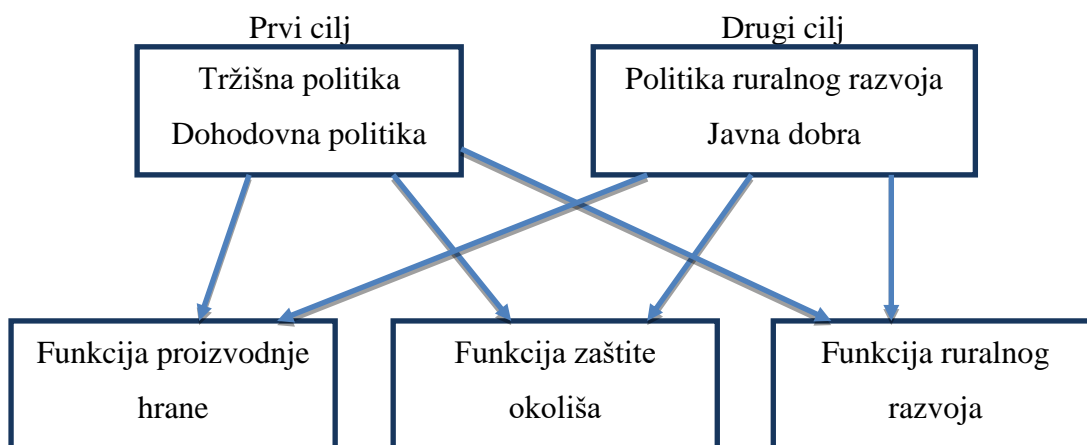 Prvi cilj
Drugi cilj
Tržišna politika
Dohodovna politika
Politika ruralnog razvoja
Javna dobra
Funkcija proizvodnje
hrane
Funkcija zaštite
okoliša
Funkcija ruralnog
razvoja